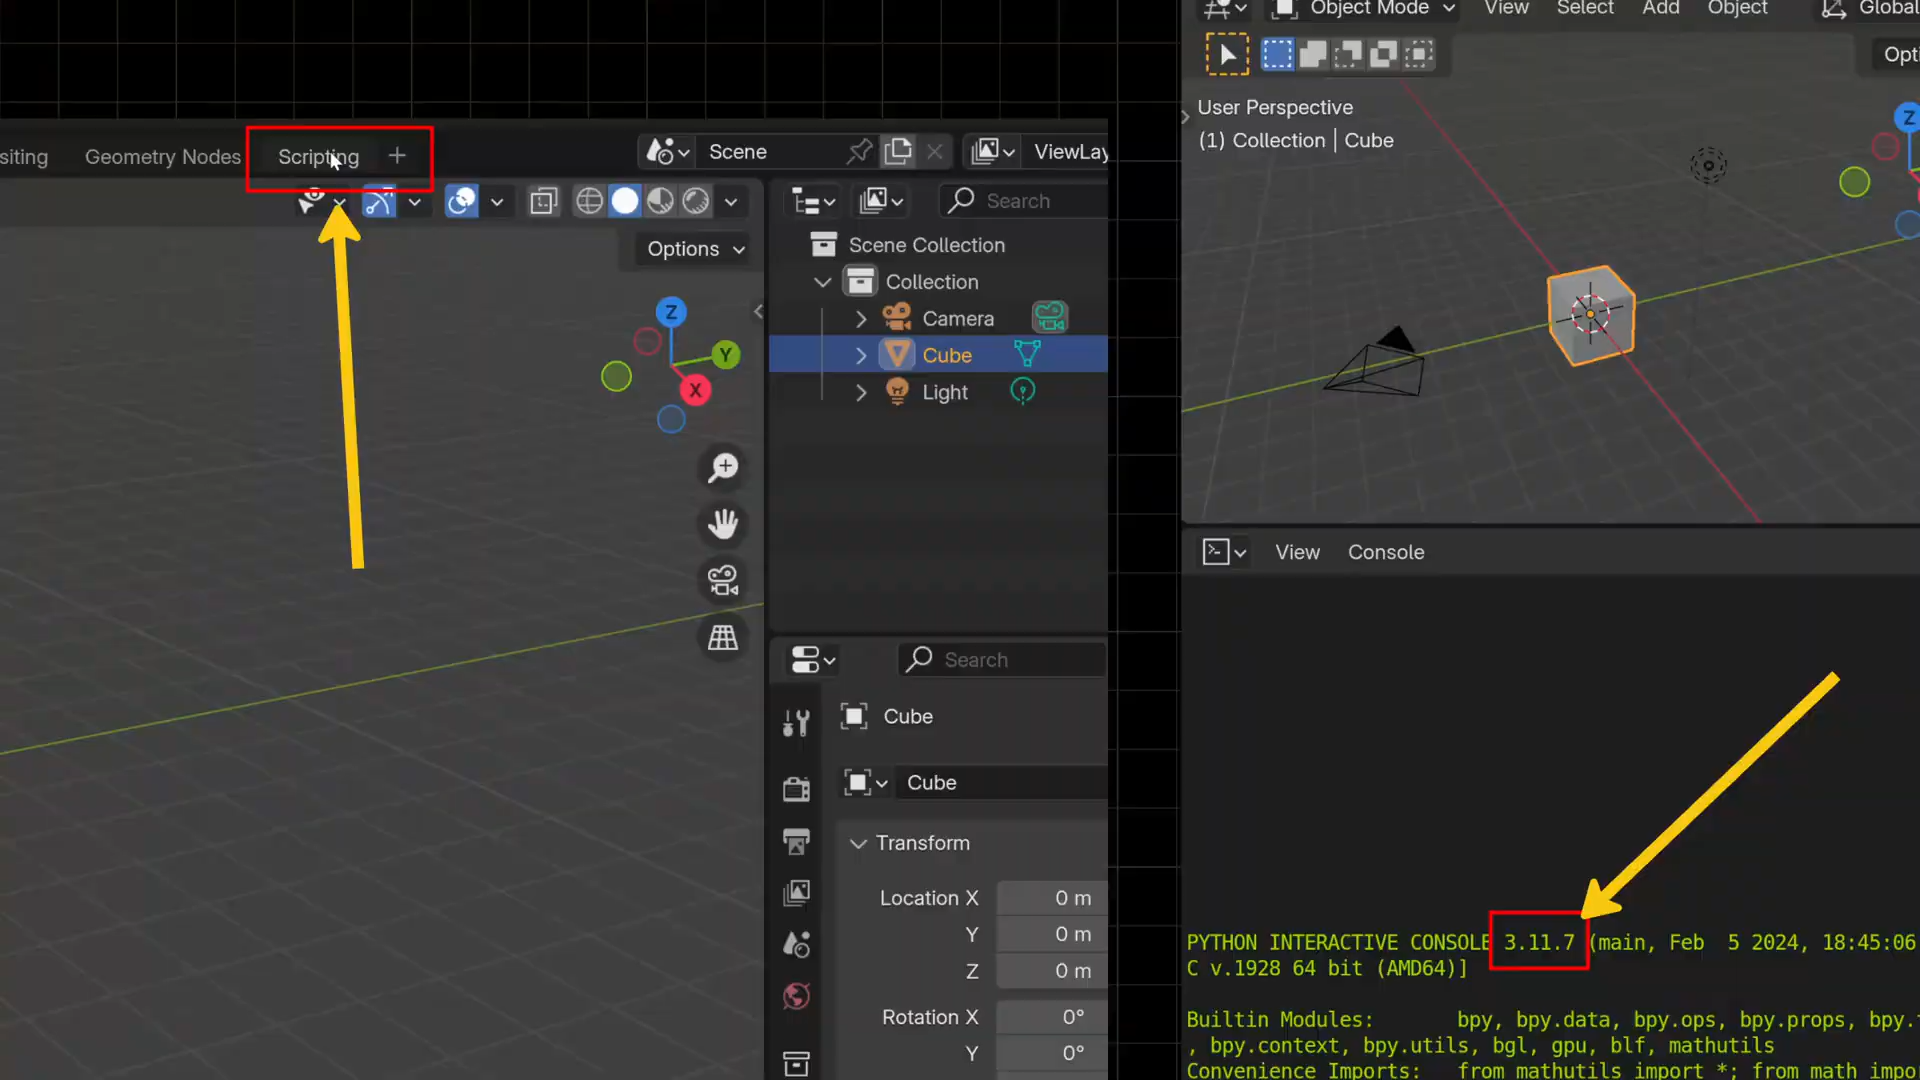 siting Geometry Nodes Scripting +
Scene
ViewLay
Search
Options
Scene Collection
Collection
Camera
Cube
Light
Z
Y
X
Search
Cube
Cube
Transform
Location X 0 m
Y 0 m
Z 0 m
Rotation X 0°
Y 0°
Object Mode View Select Add Object Global
Opti
User Perspective
(1) Collection | Cube
Z
View Console
PYTHON INTERACTIVE CONSOLE 3.11.7 (main, Feb  5 2024, 18:45:06
C v.1928 64 bit (AMD64)]
Builtin Modules: bpy, bpy.data, bpy.ops, bpy.props, bpy.
, bpy.context, bpy.utils, bgl, gpu, blf, mathutils
Convenience Imports: from mathutils import *; from math impo